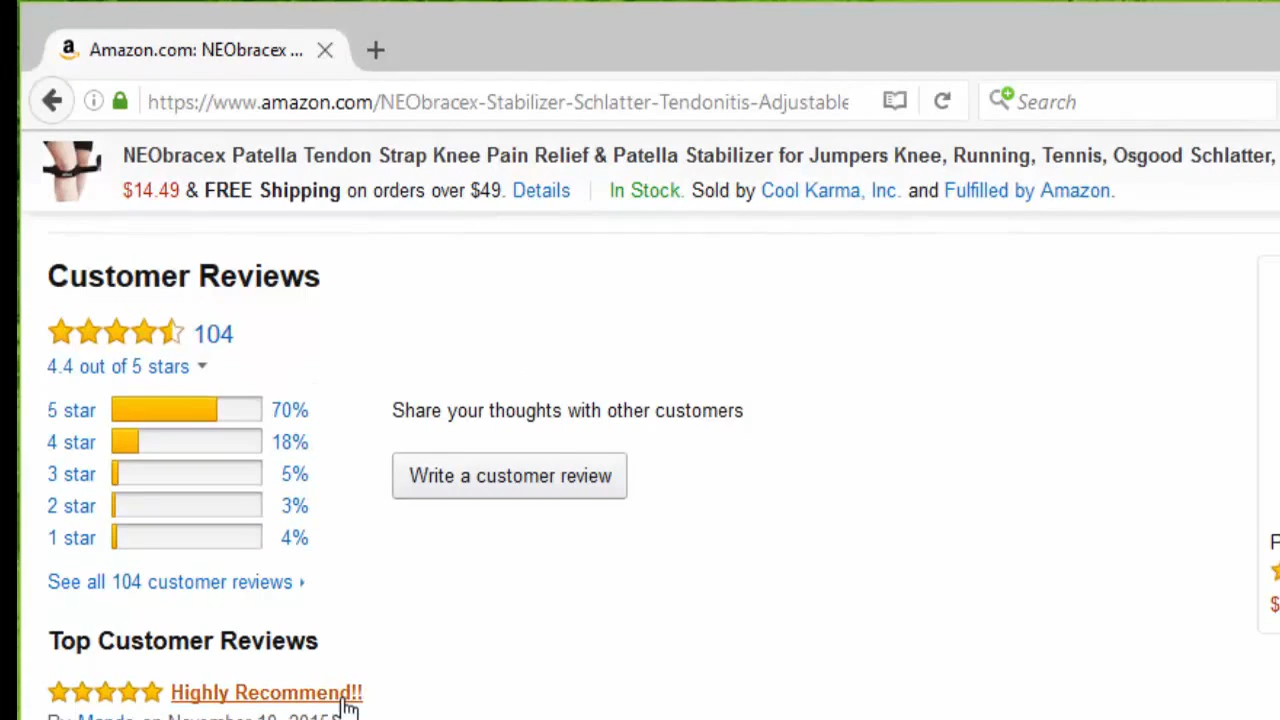 Amazon.com: NEObracex ...
https://www.amazon.com/NEObracex-Stabilizer-Schlatter-Tendonitis-Adjustable
Search
NEObracex Patella Tendon Strap Knee Pain Relief & Patella Stabilizer for Jumpers Knee, Running, Tennis, Osgood Schlatter,
$14.49 & FREE Shipping on orders over $49. Details In Stock. Sold by Cool Karma, Inc. and Fulfilled by Amazon.
Customer Reviews
104
4.4 out of 5 stars
5 star 70%
4 star 18%
3 star 5%
2 star 3%
1 star 4%
Share your thoughts with other customers
Write a customer review
See all 104 customer reviews
Top Customer Reviews
Highly Recommend!!
$